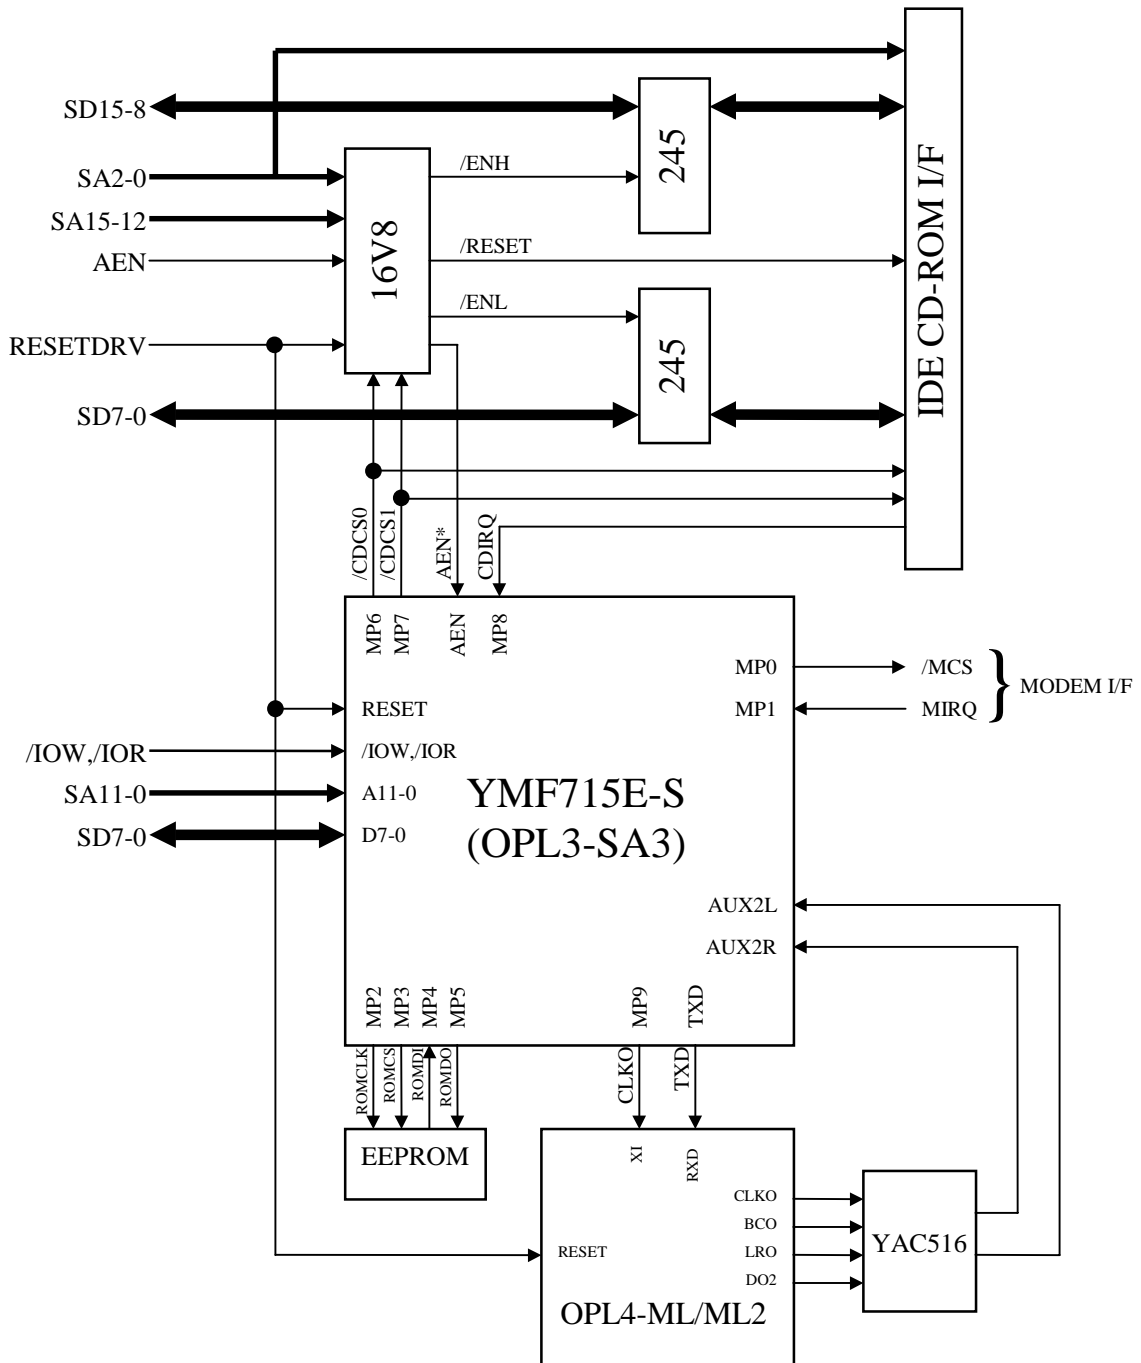 SD15-8
SA2-0
SA15-12
AEN
RESETDRV
SD7-0
16V8
/ENH
/RESET
/ENL
245
245
IDE CD-ROM I/F
/CDCS0
/CDCS1
AEN*
CDIRQ
MP6
MP7
AEN
MP8
MP0
/MCS
MP1
MIRQ
} MODEM I/F
RESET
/IOW,/IOR
/IOW,/IOR
SA11-0
A11-0
SD7-0
D7-0
YMF715E-S
(OPL3-SA3)
AUX2L
AUX2R
MP2
MP3
MP4
MP5
MP9
TXD
ROMCLK
ROMCS
ROMDI
ROMDO
CLKO
TXD
EEPROM
XI
RXD
CLKO
BCO
LRO
DO2
RESET
YAC516
OPL4-ML/ML2